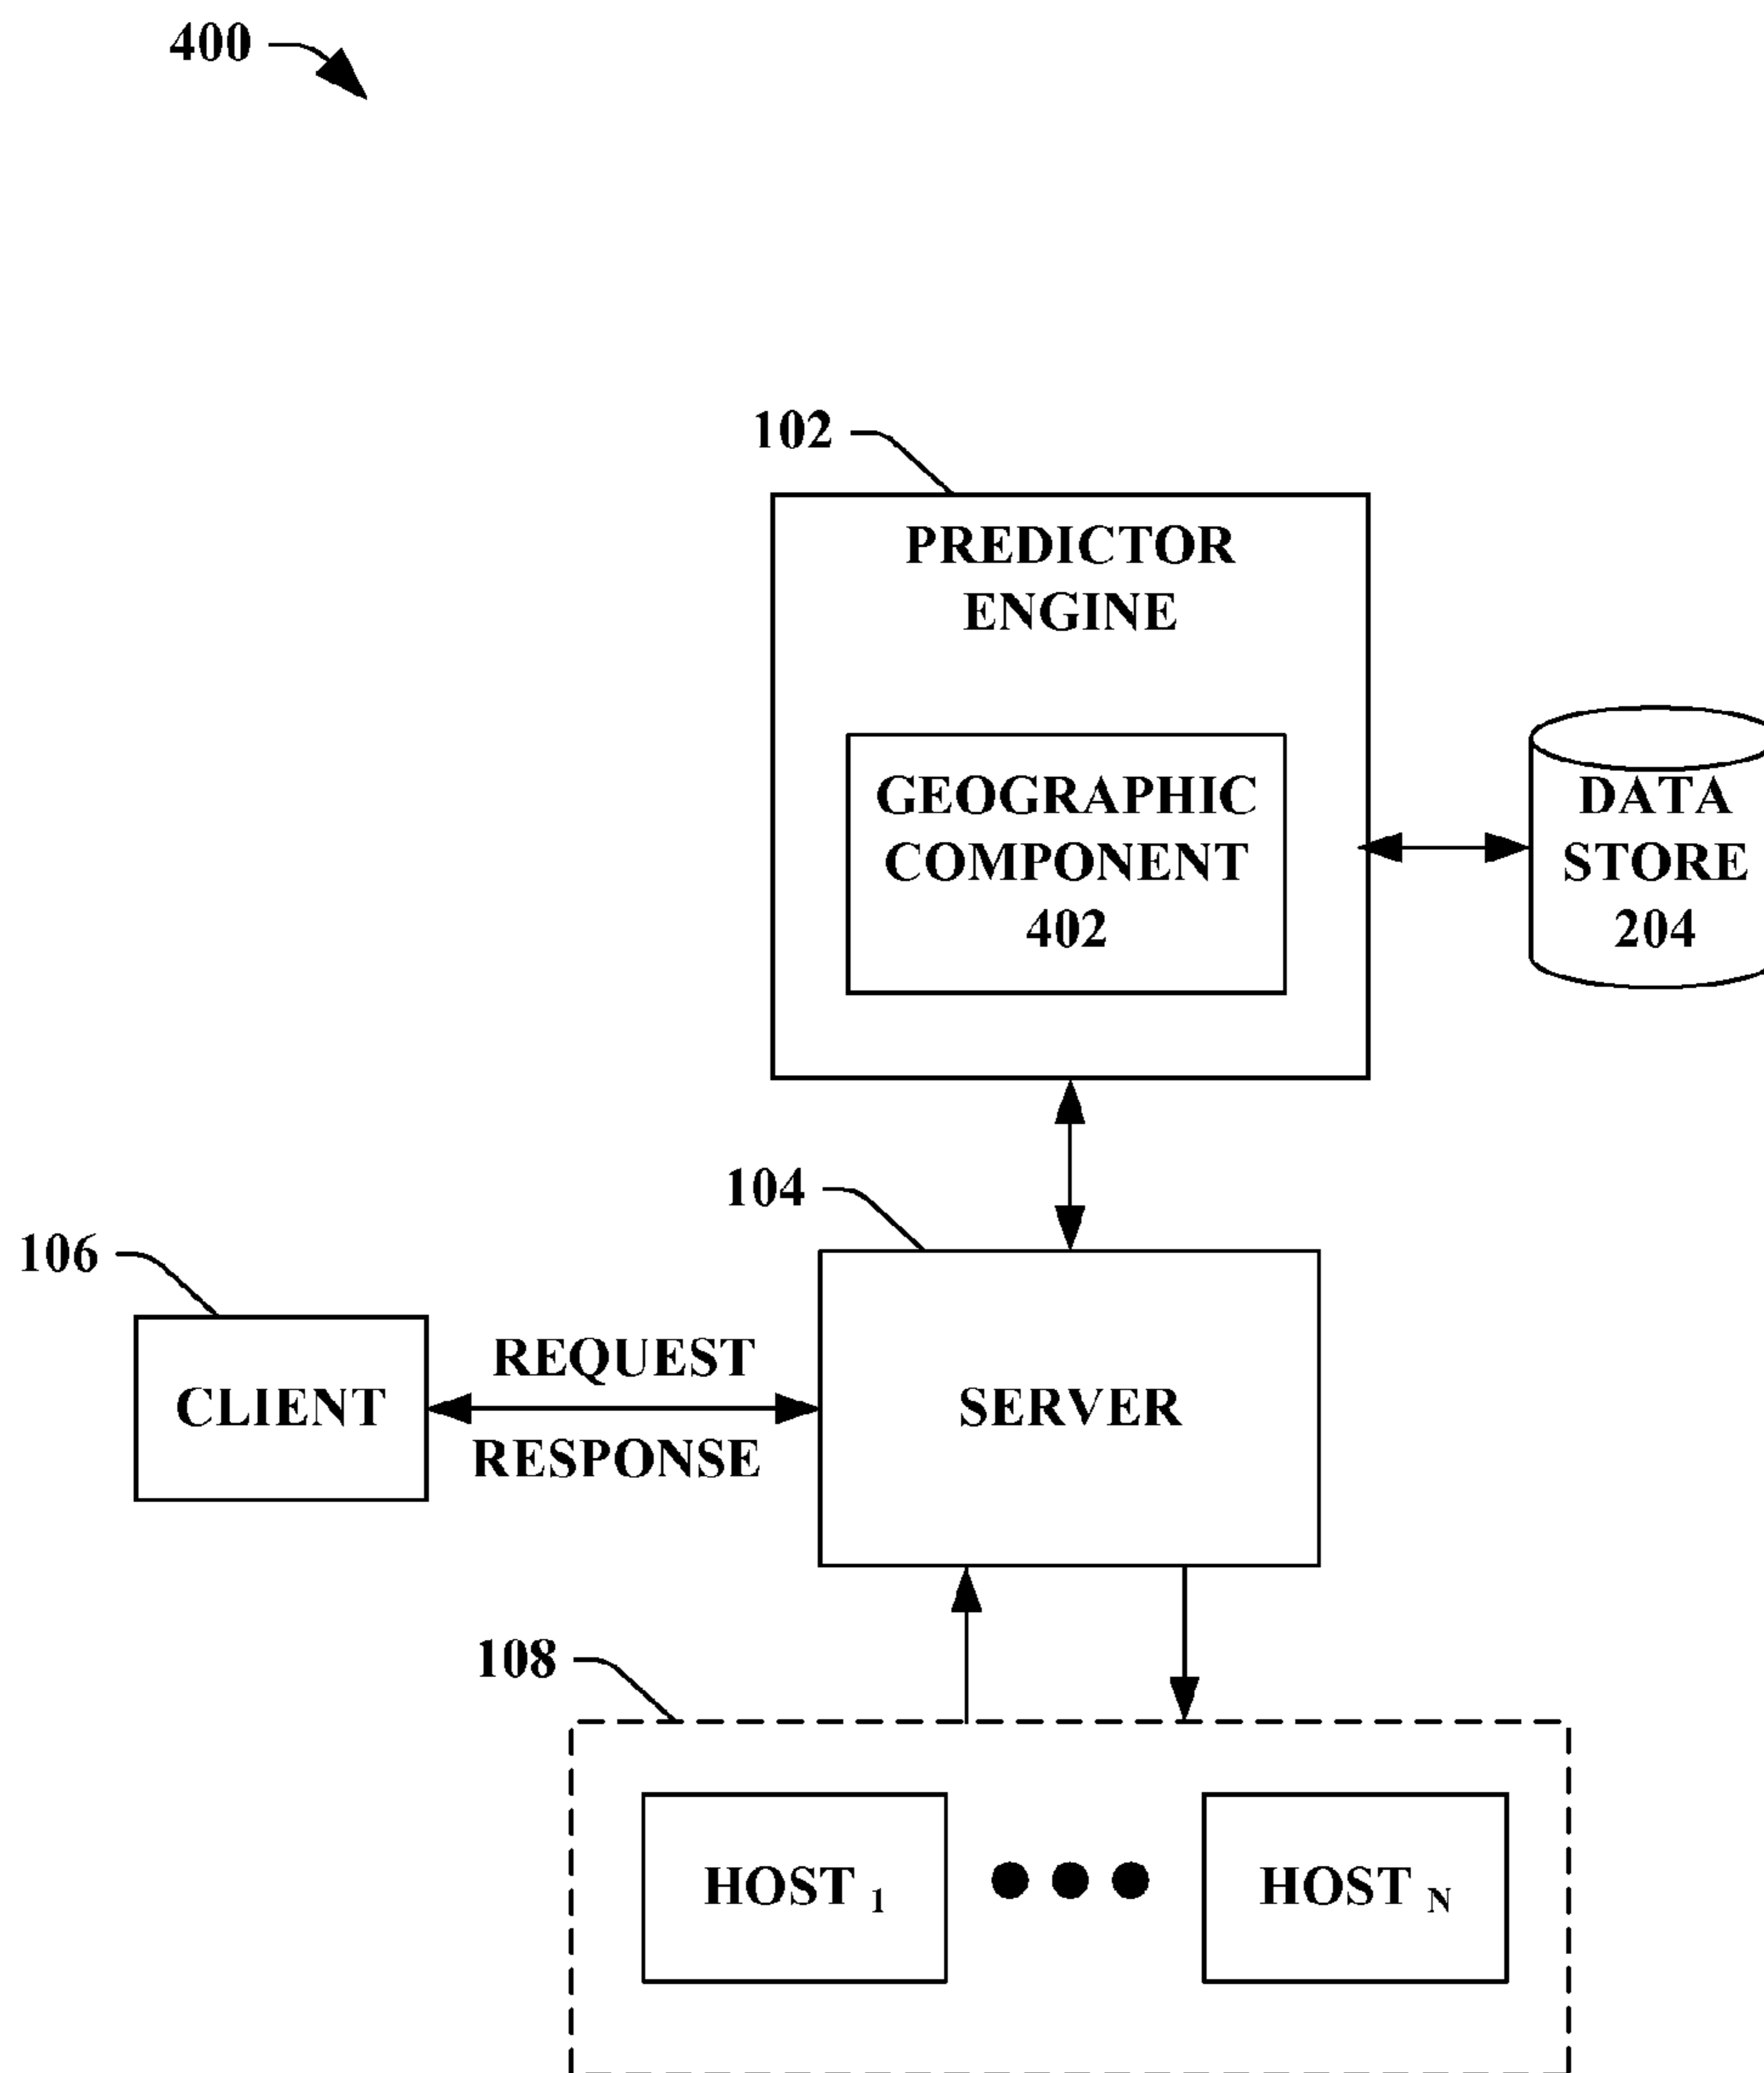 400
102
PREDICTOR
ENGINE
GEOGRAPHIC
COMPONENT
402
DATA
STORE
204
104
106
CLIENT
REQUEST
RESPONSE
SERVER
108
HOST 1
HOST N